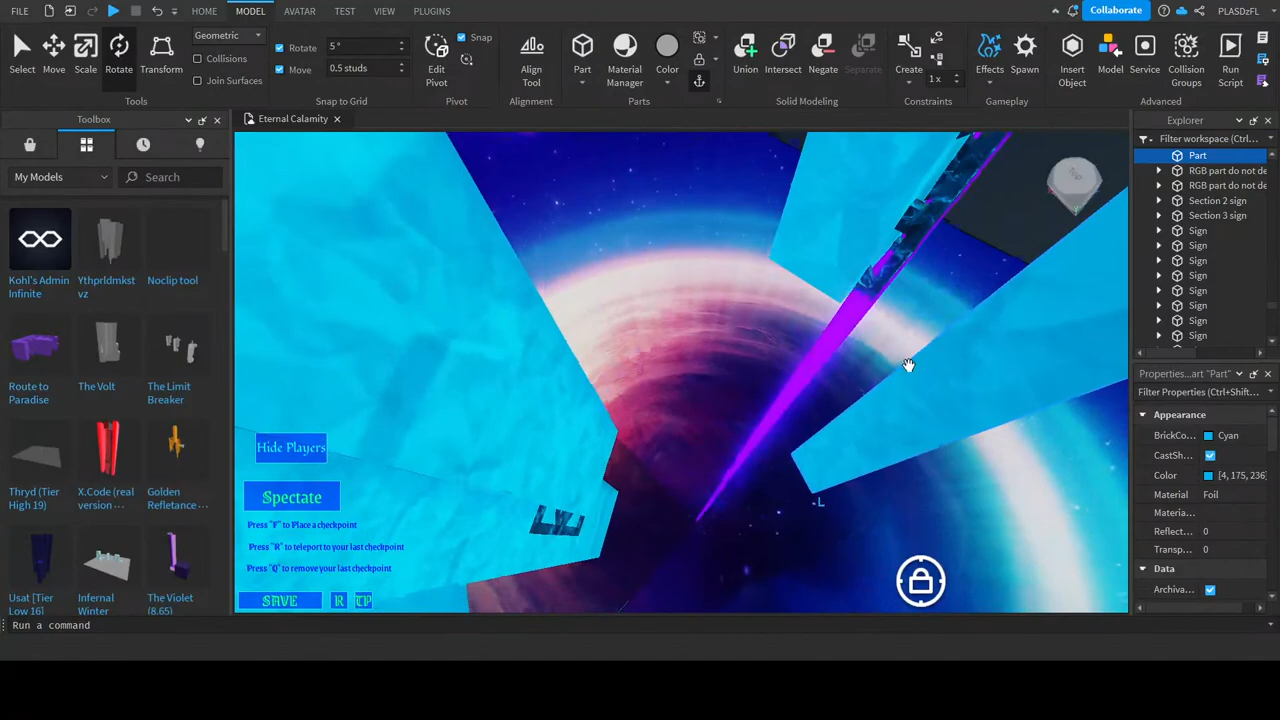 FILE HOME MODEL AVATAR TEST VIEW PLUGINS Collaborate PLASDzFL
Select Move Scale Rotate Transform
Geometric
Collisions
Join Surfaces
Tools
Rotate 5 °
Move 0.5 studs
Snap to Grid
Edit Pivot
Snap
Pivot
Align Tool
Alignment
Part Material Manager Color
Parts
Union Intersect Negate Separate
Solid Modeling
Create
1 x
Constraints
Effects Spawn
Gameplay
Insert Object
Model Service
Collision Groups
Run Script
Advanced
Toolbox
My Models
Search
Kohl's Admin Infinite
Ythprldmkstvz
Noclip tool
Route to Paradise
The Volt
The Limit Breaker
Thryd (Tier High 19)
X.Code (real version ...
Golden Refletance ...
Usat [Tier Low 16]
Infernal Winter
The Violet (8.65)
Eternal Calamity
Top
Hide Players
Spectate
Press "F" to Place a checkpoint
Press "R" to teleport to your last checkpoint
Press "Q" to remove your last checkpoint
SAVE R TP
Explorer
Filter workspace (Ctrl...
Part
RGB part do not de
RGB part do not de
Section 2 sign
Section 3 sign
Sign
Sign
Sign
Sign
Sign
Sign
Sign
Sign
Properties...art "Part"
Filter Properties (Ctrl+Shift...
Appearance
BrickCo... Cyan
CastSh...
Color [4, 175, 236]
Material Foil
Materia...
Reflect... 0
Transp... 0
Data
Archiva...
Run a command